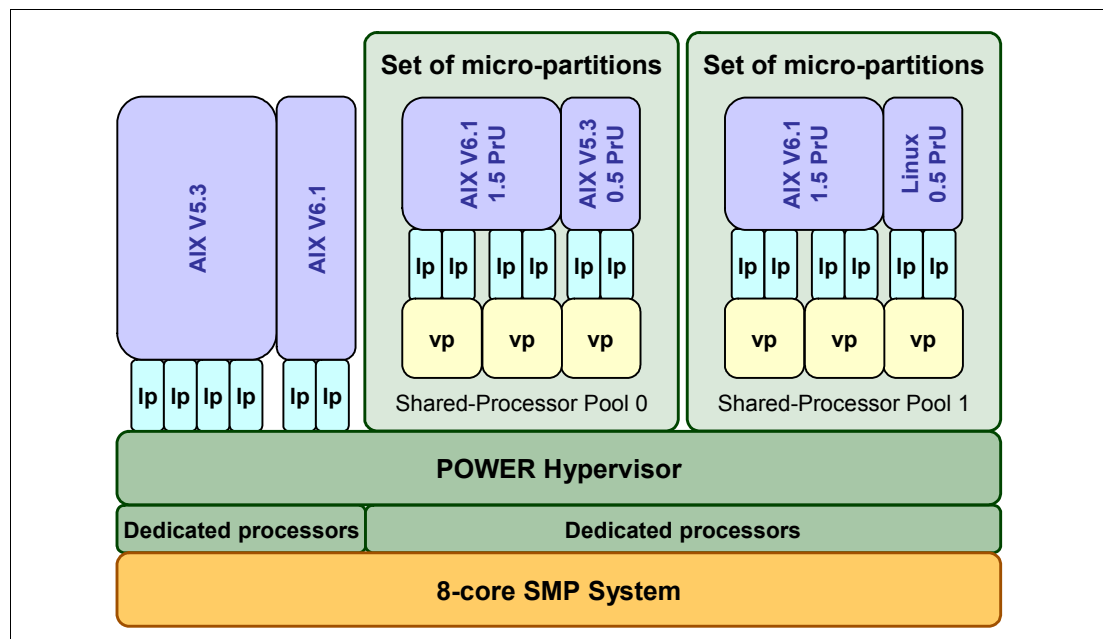 Set of micro-partitions
Set of micro-partitions
AIX V5.3
AIX V6.1
AIX V6.1
1.5 PrU
AIX V5.3
0.5 PrU
AIX V6.1
1.5 PrU
Linux
0.5 PrU
lp lp lp lp lp lp
lp lp lp lp lp lp
vp vp vp
vp vp vp
Shared-Processor Pool 0
Shared-Processor Pool 1
lp lp lp lp lp lp
POWER Hypervisor
Dedicated processors
Dedicated processors
8-core SMP System